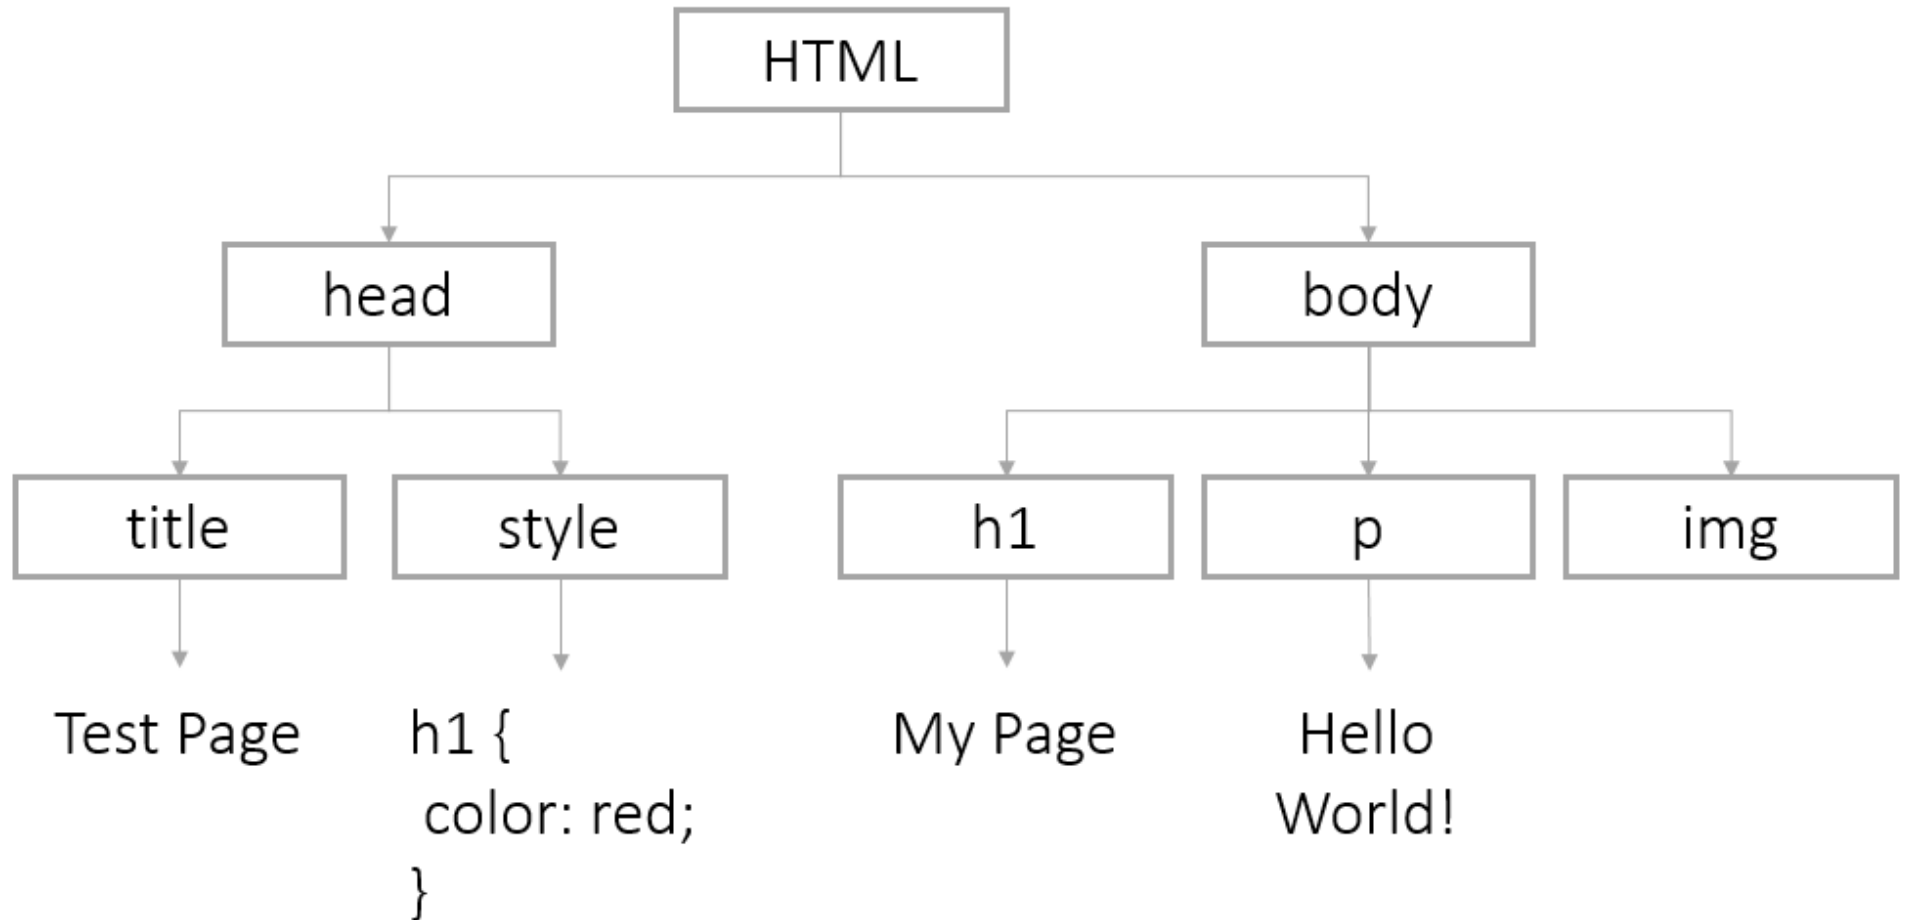 HTML
head
body
title
style
h1
p
img
Test Page
h1 {
color: red;
}
My Page
Hello
World!